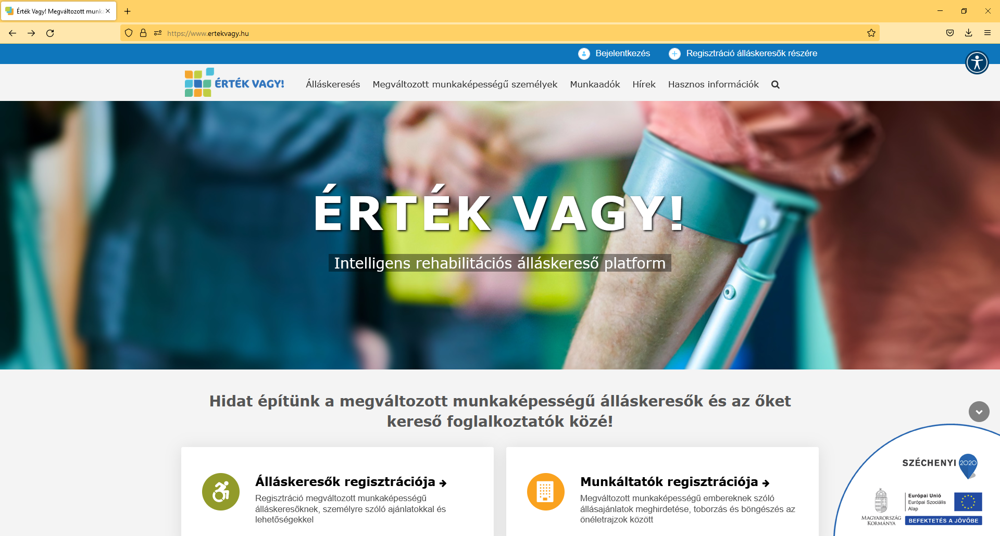 Érték Vagy! Megváltozott munka
https://www.ertekvagy.hu
Bejelentkezés
Regisztráció álláskeresők részére
ÉRTÉK VAGY!
Álláskeresés
Megváltozott munkaképességű személyek
Munkaadók
Hírek
Hasznos információk
ÉRTÉK VAGY!
Intelligens rehabilitációs álláskereső platform
Hidat építünk a megváltozott munkaképességű álláskeresők és az őket
kereső foglalkoztatók közé!
Álláskeresők regisztrációja
Regisztráció megváltozott munkaképességű
álláskeresőknek, személyre szóló ajánlatokkal és
lehetőségekkel
Munkáltatók regisztrációja
Megváltozott munkaképességű embereknek szóló
állásajánlatok meghirdetése, toborzás és böngészés az
önéletrajzok között
SZÉCHENYI 2020
MAGYARORSZÁG
KORMÁNYA
Európai Unió
Európai Szociális
Alap
BEFEKTETÉS A JÖVŐBE